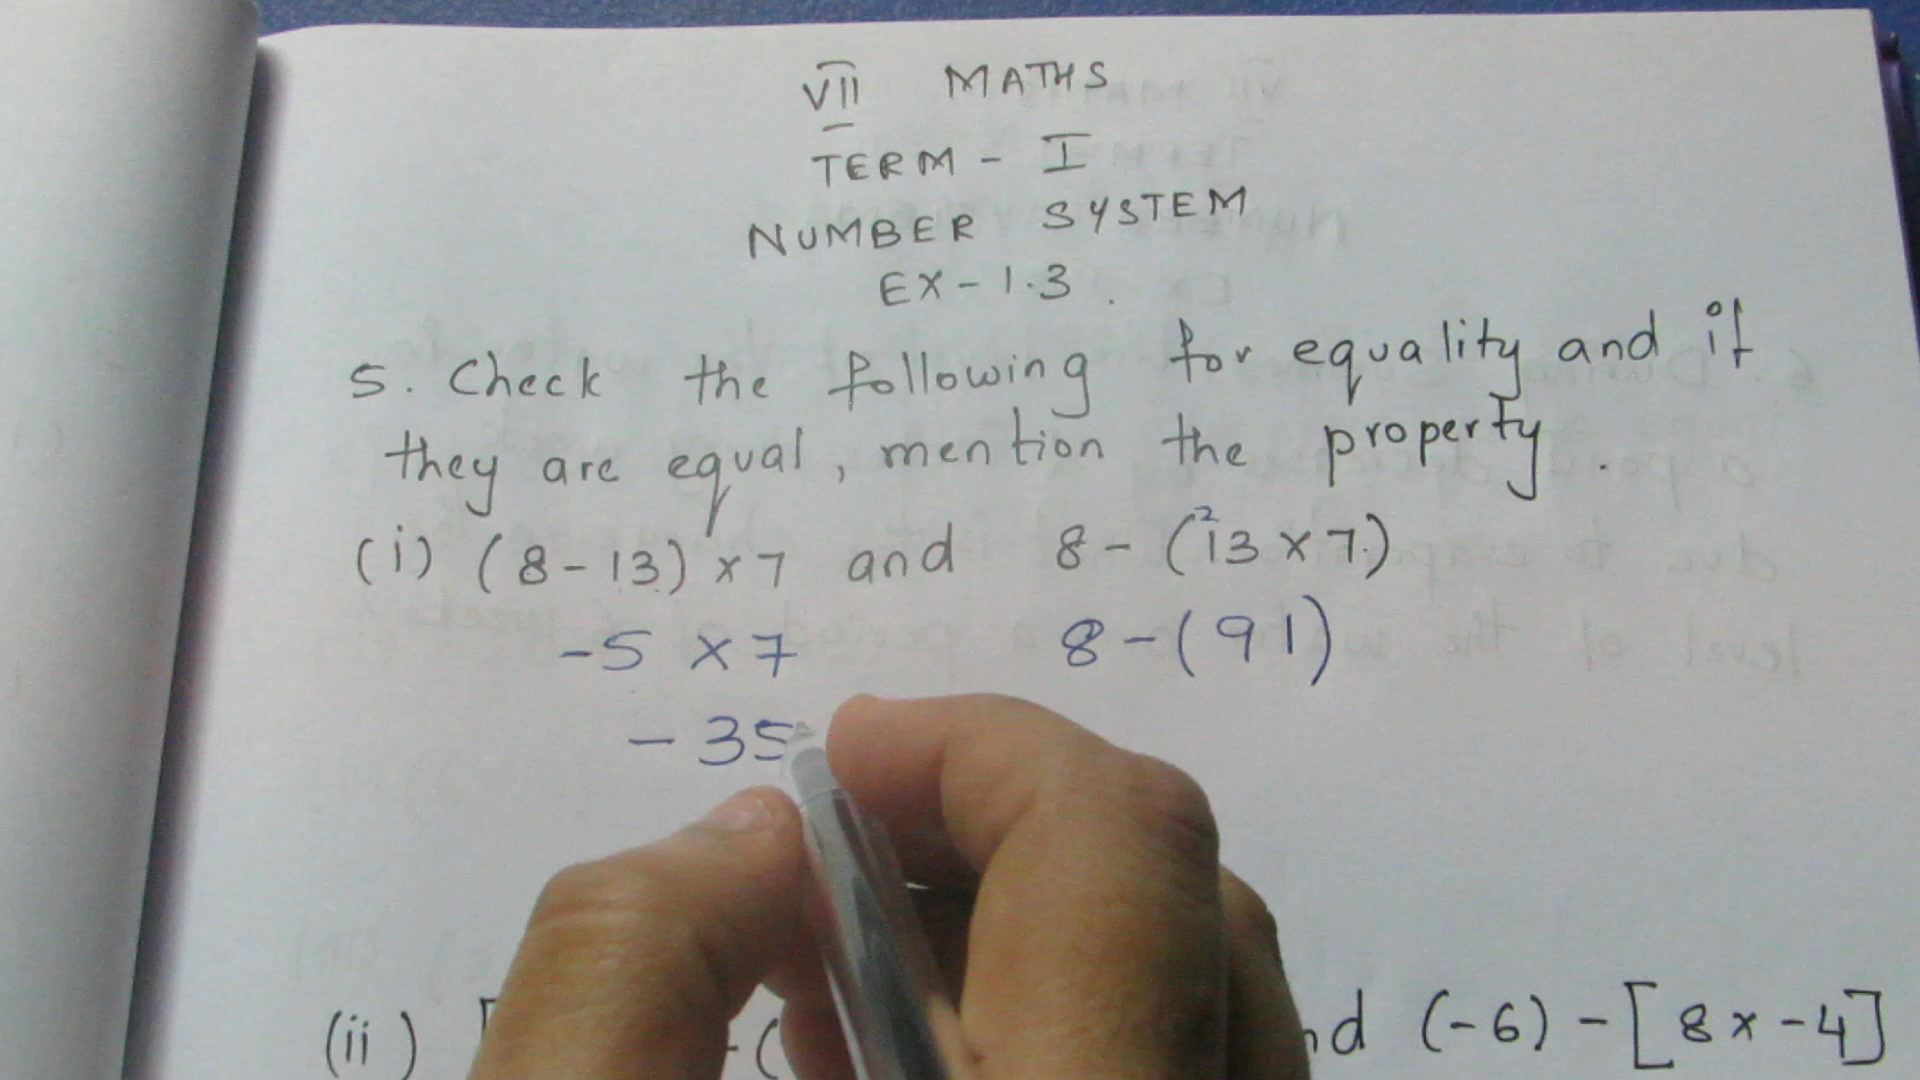 VII MATHS
TERM - I
NUMBER SYSTEM
EX - 1.3.
5. Check the following for equality and if
they are equal, mention the property.
(i) (8 - 13) × 7 and 8 - (13 × 7)
2
-5 × 7 8 - (91)
- 35
(ii) [ -( nd (-6) - [8 × -4]